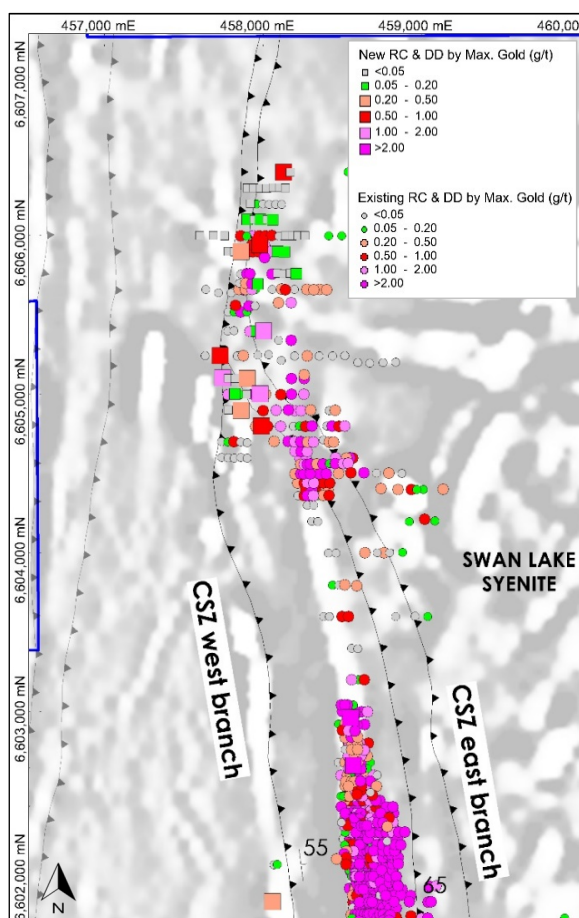 457,000 mE
458,000 mE
459,000 mE
460,0
6,607,000 mN
6,606,000 mN
6,605,000 mN
6,604,000 mN
6,603,000 mN
6,602,000 mN
New RC & DD by Max. Gold (g/t)
<0.05
0.05 - 0.20
0.20 - 0.50
0.50 - 1.00
1.00 - 2.00
>2.00
Existing RC & DD by Max. Gold (g/t)
<0.05
0.05 - 0.20
0.20 - 0.50
0.50 - 1.00
1.00 - 2.00
>2.00
SWAN LAKE
SYENITE
CSZ west branch
CSZ east branch
55
65
N